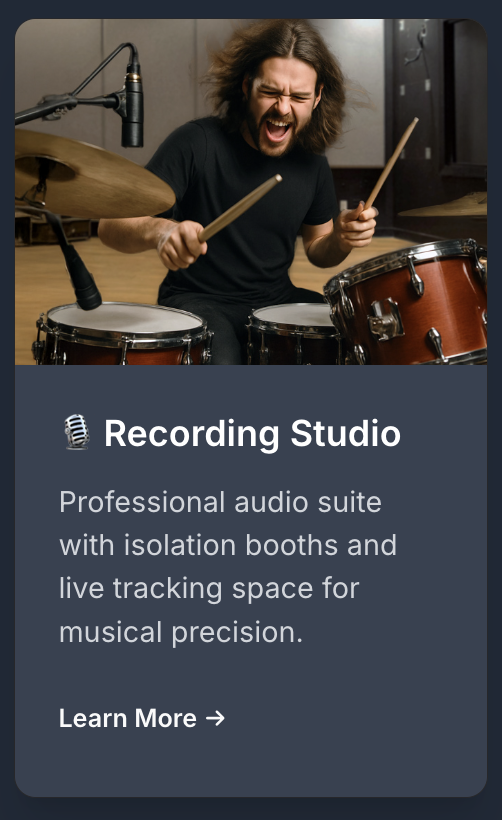 🎙️ Recording Studio
Professional audio suite
with isolation booths and
live tracking space for
musical precision.
Learn More →